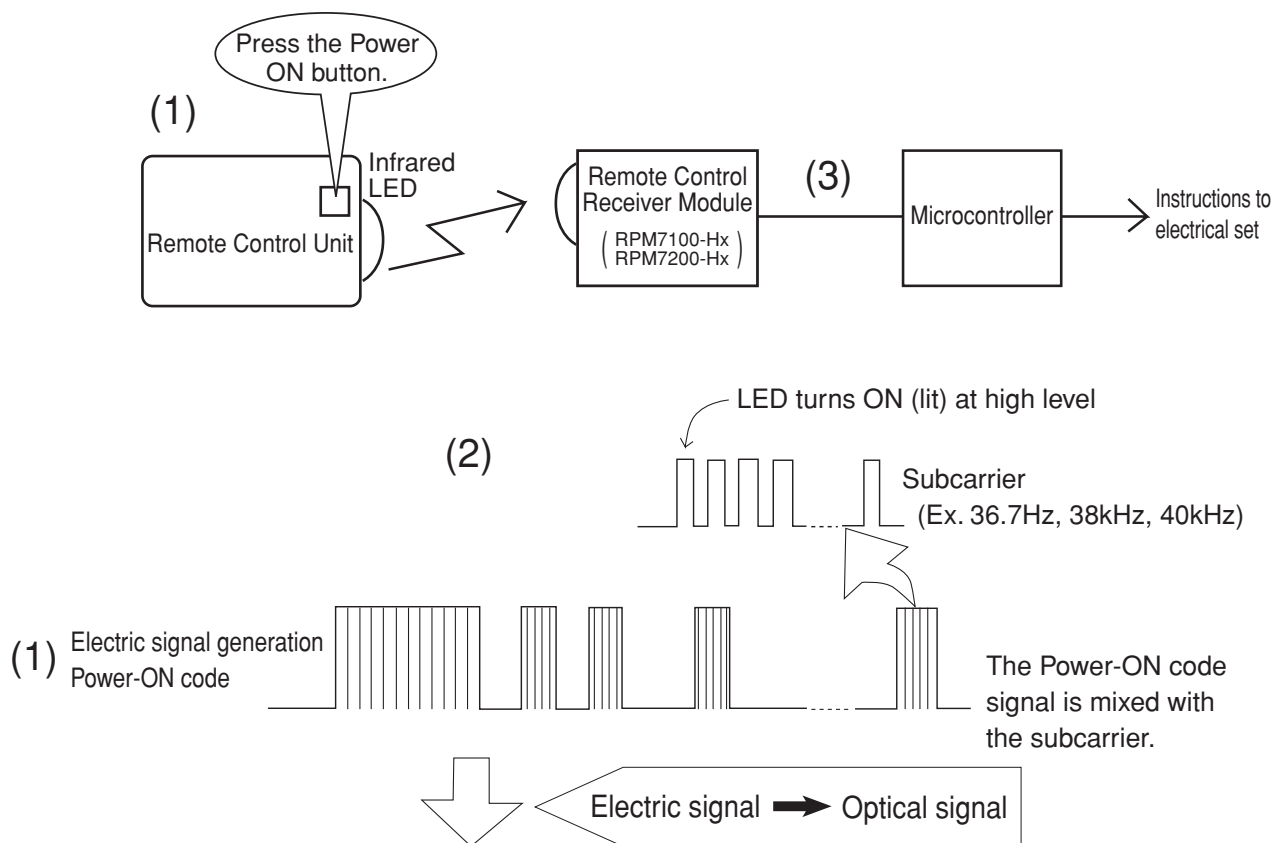 Press the Power
ON button.
(1)
Infrared
LED
Remote Control Unit
Remote Control
Receiver Module
( RPM7100-Hx
RPM7200-Hx )
(3)
Microcontroller
Instructions to
electrical set
LED turns ON (lit) at high level
(2)
Subcarrier
(Ex. 36.7Hz, 38kHz, 40kHz)
(1) Electric signal generation
Power-ON code
The Power-ON code
signal is mixed with
the subcarrier.
Electric signal ➡ Optical signal